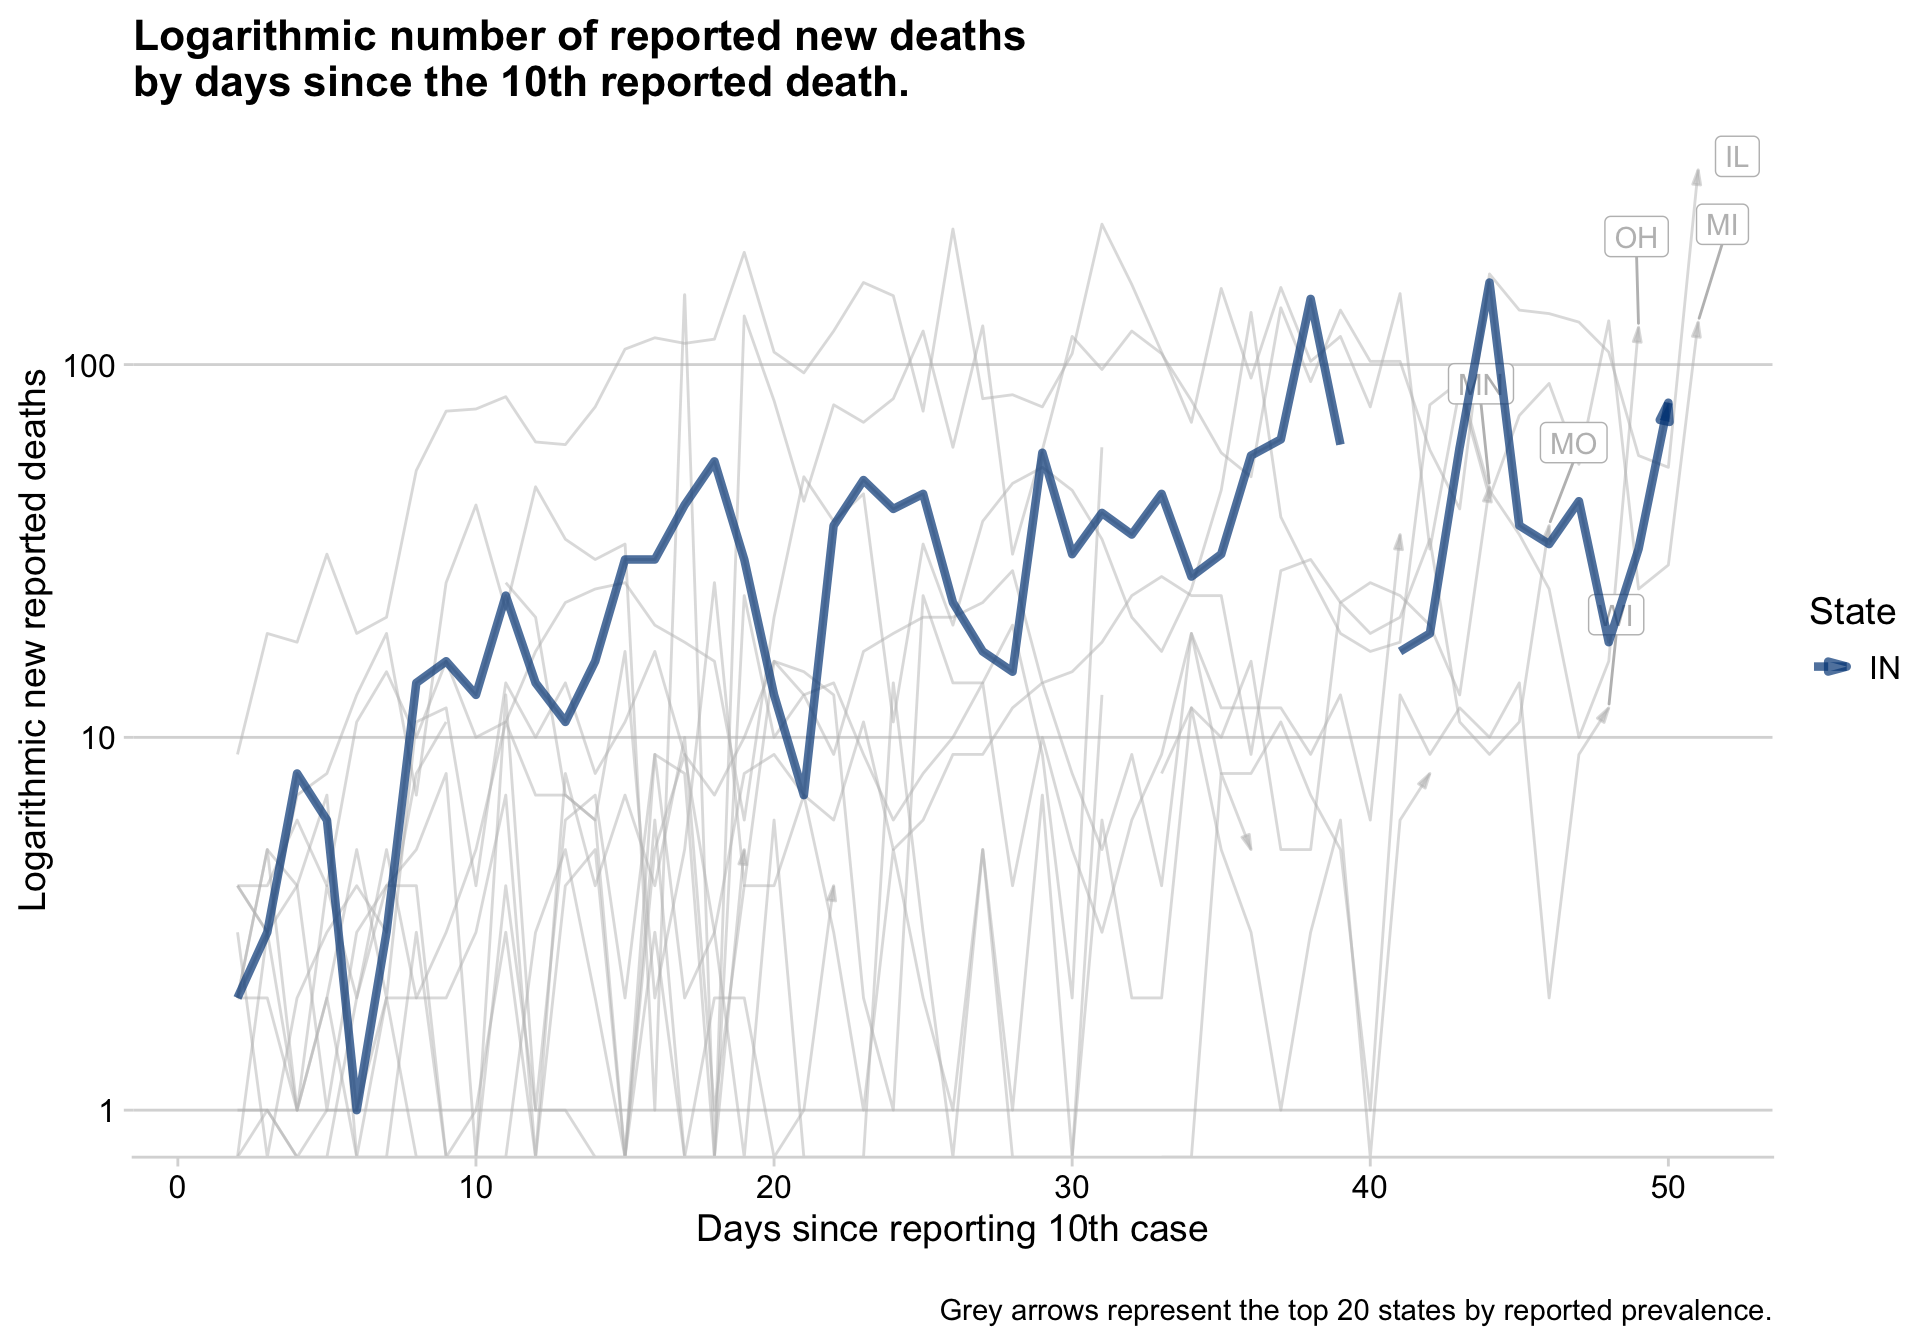 Logarithmic number of reported new deaths
by days since the 10th reported death.
Logarithmic new reported deaths
100
10
1
IL
MI
OH
MN
MO
WI
State
IN
0 10 20 30 40 50
Days since reporting 10th case
Grey arrows represent the top 20 states by reported prevalence.